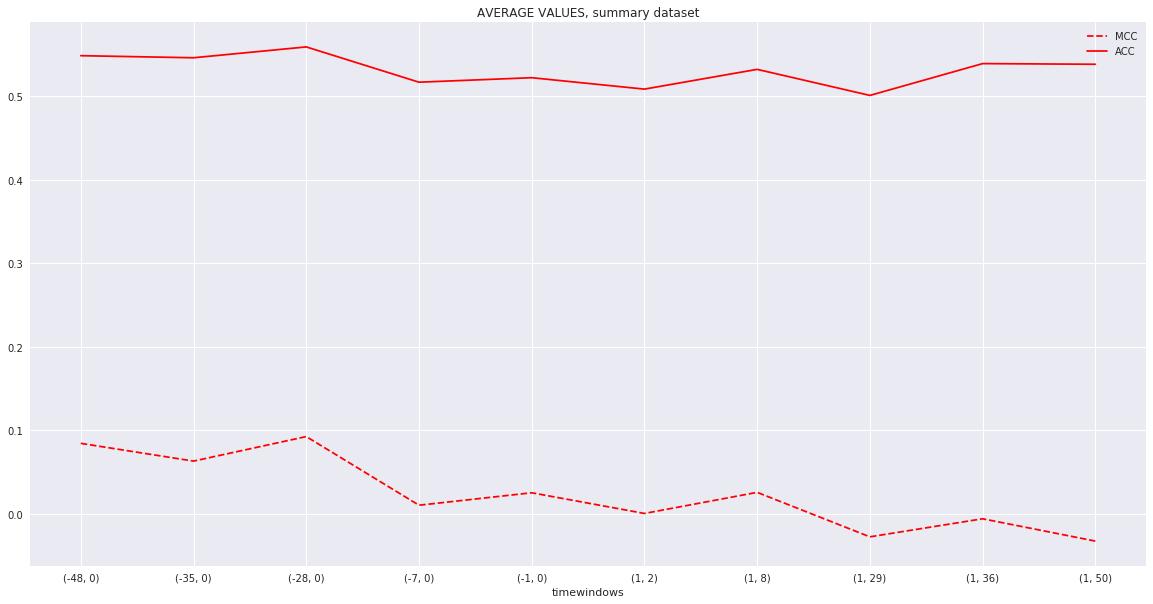 AVERAGE VALUES, summary dataset
MCC
ACC
0.5
0.4
0.3
0.2
0.1
0.0
(-48, 0) (-35, 0) (-28, 0) (-7, 0) (-1, 0) (1, 2) (1, 8) (1, 29) (1, 36) (1, 50)
timewindows